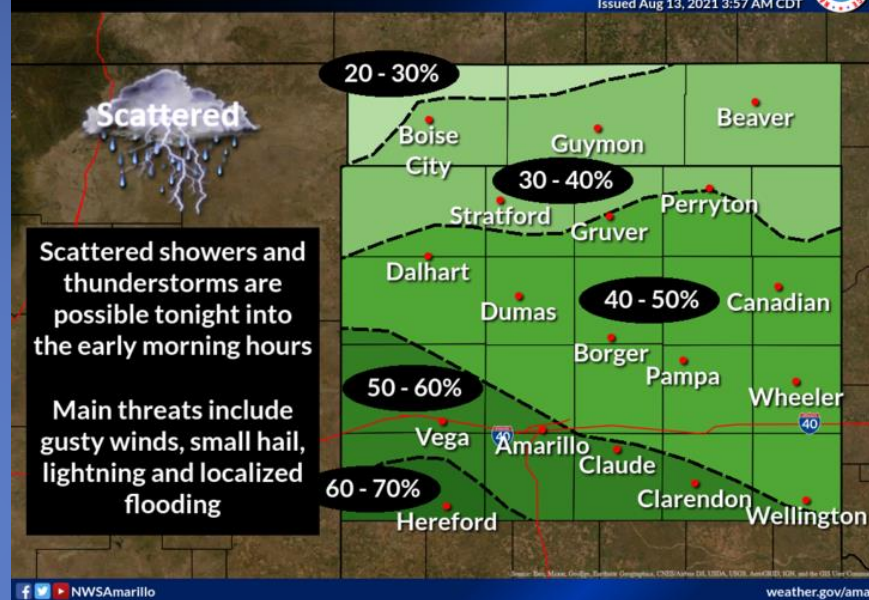 Issued Aug 13, 2021 3:57 AM CDT
Scattered
20 - 30%
Boise
City
Guymon
Beaver
30 - 40%
Stratford
Gruver
Perryton
Scattered showers and
thunderstorms are
possible tonight into
the early morning hours
Main threats include
gusty winds, small hail,
lightning and localized
flooding
Dalhart
Dumas
40 - 50%
Canadian
Borger
Pampa
Wheeler
50 - 60%
Vega
40
Amarillo
40
Claude
60 - 70%
Hereford
Clarendon
Wellington
NWSAmarillo
weather.gov/ama